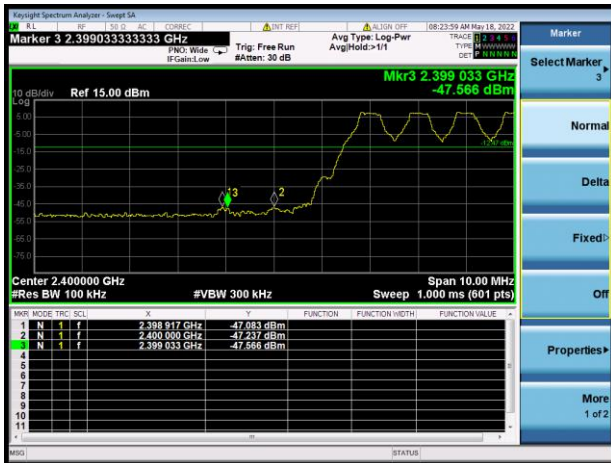 Keysight Spectrum Analyzer - Swept SA
RL RF 50 Ω AC CORREC INT REF ALIGN OFF 08:23:59 AM May 18, 2022
Marker 3 2.399033333333 GHz
PNO: Wide
IFGain:Low
Trig: Free Run
#Atten: 30 dB
Avg Type: Log-Pwr
Avg|Hold:>1/1
TRACE 1 2 3 4 5 6
TYPE M WWWWW
DET P NNNNN
Mkr3 2.399 033 GHz
-47.566 dBm
10 dB/div Ref 15.00 dBm
Log
5.00
-5.00
-15.0
-25.0
-35.0
-45.0
-55.0
-65.0
-75.0
13
2
Center 2.400000 GHz Span 10.00 MHz
#Res BW 100 kHz #VBW 300 kHz Sweep 1.000 ms (601 pts)
MKR MODE TRC SCL X Y FUNCTION FUNCTION WIDTH FUNCTION VALUE
1 N 1 f 2.398 917 GHz -47.083 dBm
2 N 1 f 2.400 000 GHz -47.237 dBm
3 N 1 f 2.399 033 GHz -47.566 dBm
4
5
6
7
8
9
10
11
MSG STATUS
Marker
Select Marker
3
Normal
Delta
Fixed
Off
Properties
More
1 of 2